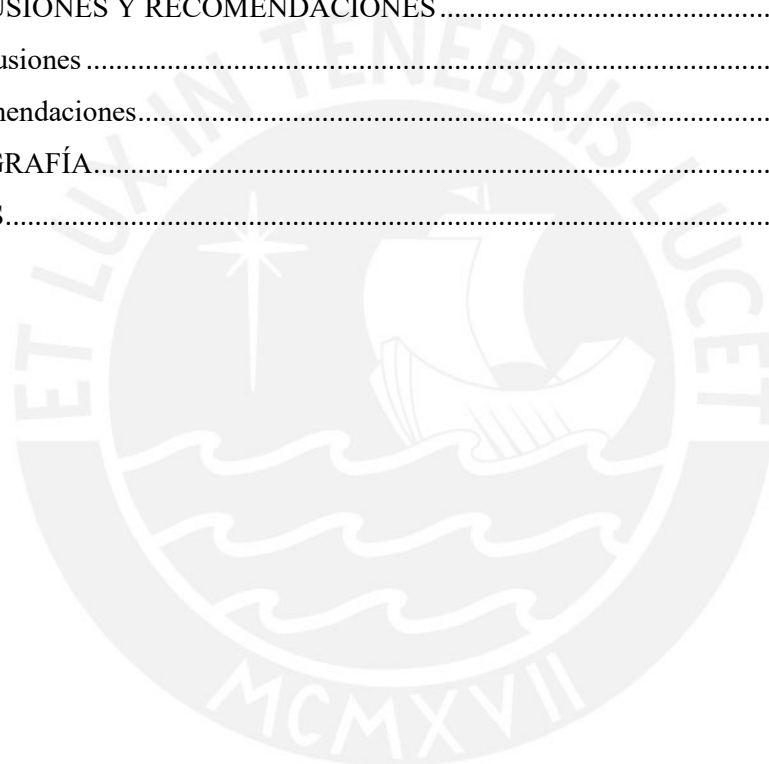 USIONES Y RECOMENDACIONES
usiones
nendaciones
GRAFÍA
S
ET LUX IN TENEBRIS LUCET
MCMXVII